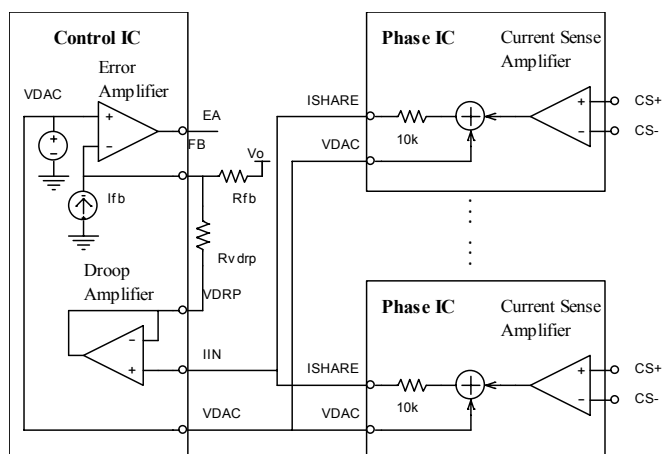 Control IC
Error
Amplifier
VDAC
EA
FB
Vo
Ifb
Rfb
Rvdrp
Droop
Amplifier
VDRP
IIN
VDAC
Phase IC
Current Sense
Amplifier
ISHARE
10k
VDAC
CS+
CS-
+
-
+
-
-
+
Phase IC
Current Sense
Amplifier
ISHARE
10k
VDAC
CS+
CS-
+
-